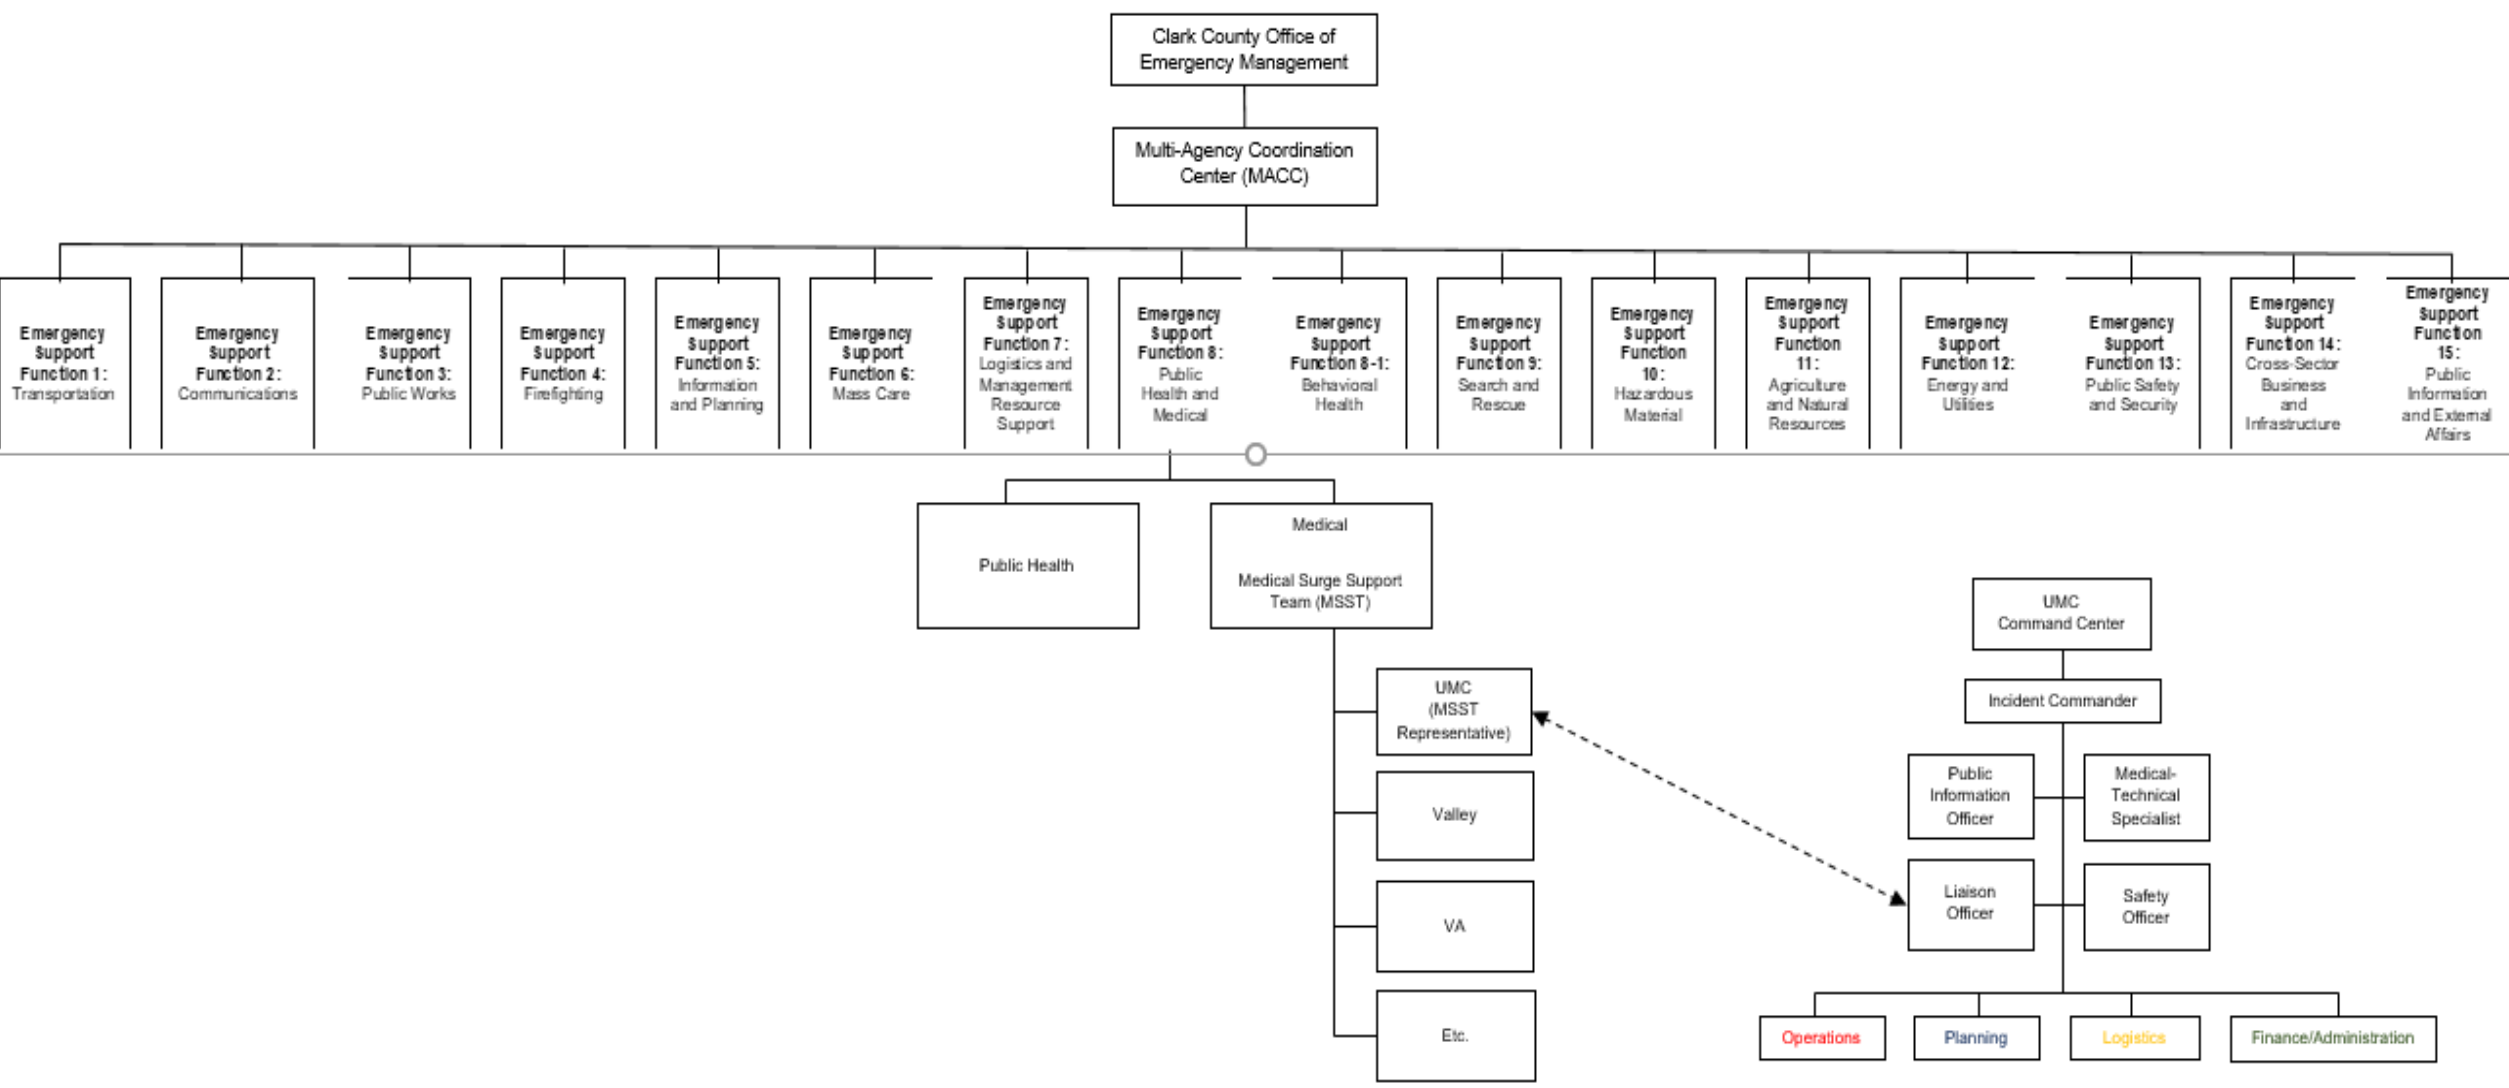 Clark County Office of
Emergency Management
Multi-Agency Coordination
Center (MACC)
Emergency
Support
Function 1:
Transportation
Emergency
Support
Function 2:
Communications
Emergency
Support
Function 3:
Public Works
Emergency
Support
Function 4:
Firefighting
Emergency
Support
Function 5:
Information
and Planning
Emergency
Support
Function 6:
Mass Care
Emergency
Support
Function 7:
Logistics and
Management
Resource
Support
Emergency
Support
Function 8:
Public
Health and
Medical
Emergency
Support
Function 8-1:
Behavioral
Health
Emergency
Support
Function 9:
Search and
Rescue
Emergency
Support
Function
10:
Hazardous
Material
Emergency
Support
Function
11:
Agriculture
and Natural
Resources
Emergency
Support
Function 12:
Energy and
Utilities
Emergency
Support
Function 13:
Public Safety
and Security
Emergency
Support
Function 14:
Cross-Sector
Business
and
Infrastructure
Emergency
Support
Function
15:
Public
Information
and External
Affairs
Public Health
Medical
Medical Surge Support
Team (MSST)
UMC
(MSST
Representative)
Valley
VA
Etc.
UMC
Command Center
Incident Commander
Public
Information
Officer
Medical-
Technical
Specialist
Liaison
Officer
Safety
Officer
Operations
Planning
Logistics
Finance/Administration